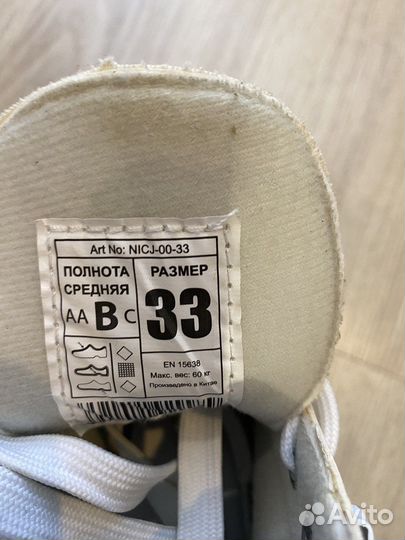 Art No: NICJ-00-33
ПОЛНОТА
СРЕДНЯЯ
AA B C
РАЗМЕР
33
EN 15638
Макс. вес: 60 кг
Произведено в Китае
Avito